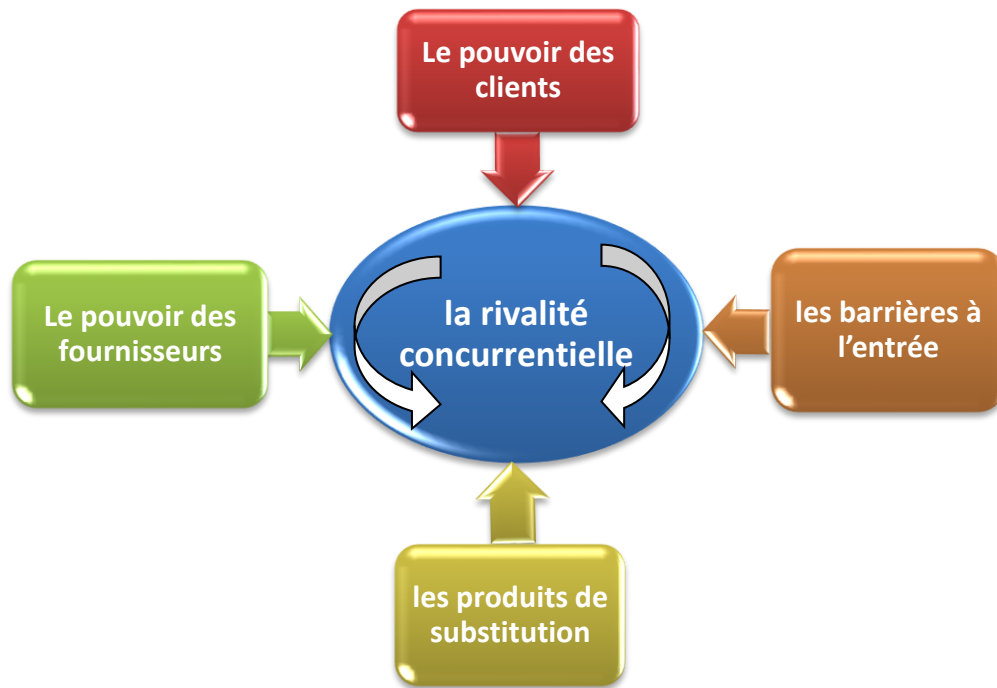 Le pouvoir des
clients
Le pouvoir des
fournisseurs
la rivalité
concurrentielle
les barrières à
l’entrée
les produits de
substitution